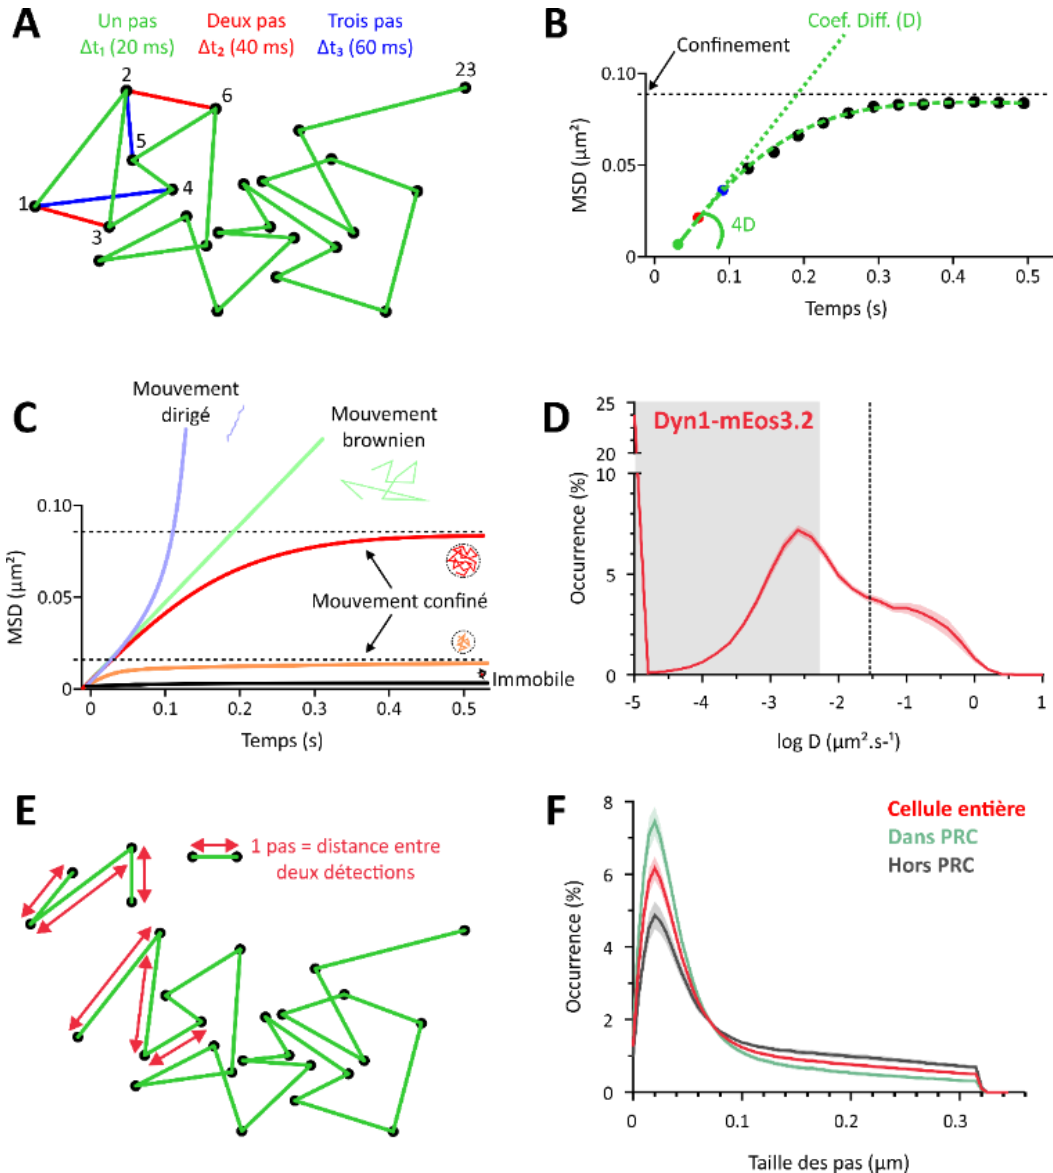 A
Un pas
Δt₁ (20 ms)
Deux pas
Δt₂ (40 ms)
Trois pas
Δt₃ (60 ms)
2
23
6
5
4
1
3
B
Coef. Diff. (D)
Confinement
0.10
0.05
0
MSD (µm²)
4D
0
0.1
0.2
0.3
0.4
0.5
Temps (s)
C
Mouvement
dirigé
Mouvement
brownien
0.10
0.05
0
MSD (µm²)
Mouvement confiné
Immobile
0
0.1
0.2
0.3
0.4
0.5
Temps (s)
D
Dyn1-mEos3.2
25
20
10
5
0
Occurrence (%)
-5
-4
-3
-2
-1
0
1
log D (µm².s-¹)
E
1 pas = distance entre
deux détections
F
Cellule entière
Dans PRC
Hors PRC
8
6
4
2
0
Occurrence (%)
0
0.1
0.2
0.3
Taille des pas (µm)